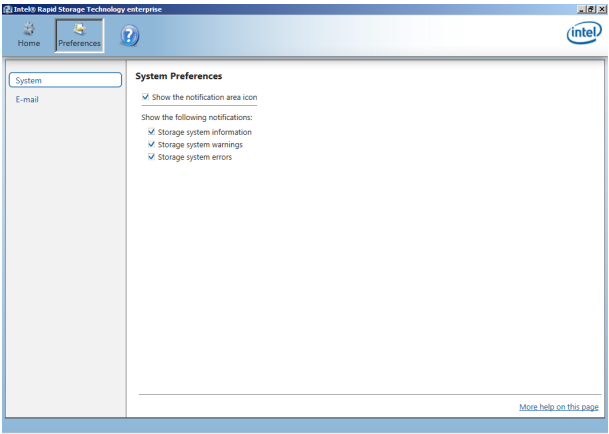 Intel® Rapid Storage Technology enterprise
Home
Preferences
?
intel
System
E-mail
System Preferences
Show the notification area icon
Show the following notifications:
Storage system information
Storage system warnings
Storage system errors
More help on this page